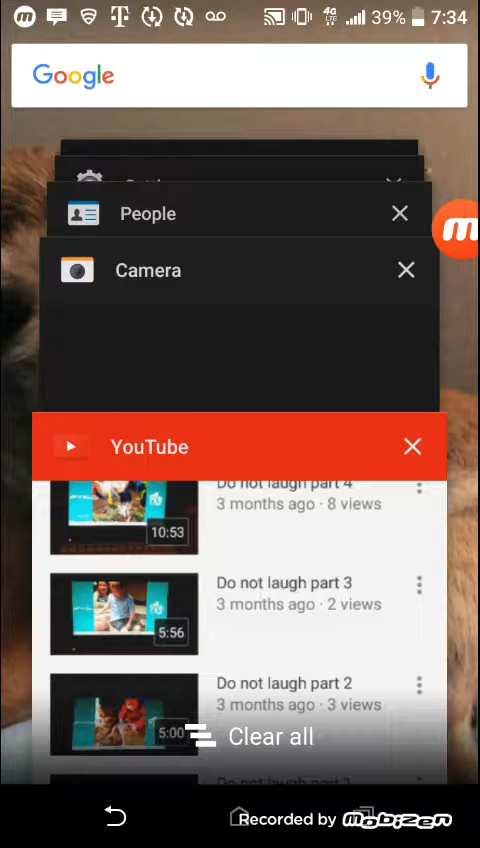 4G
LTE
39%
7:34
Google
People
Camera
YouTube
Do not laugh part 4
3 months ago · 8 views
10:53
Do not laugh part 3
3 months ago · 2 views
5:56
Do not laugh part 2
3 months ago · 3 views
5:00
Clear all
Recorded by Mobizen